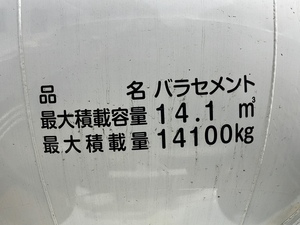 品名 バラセメント
最大積載容量 14.1 ㎥
最大積載量 14100kg